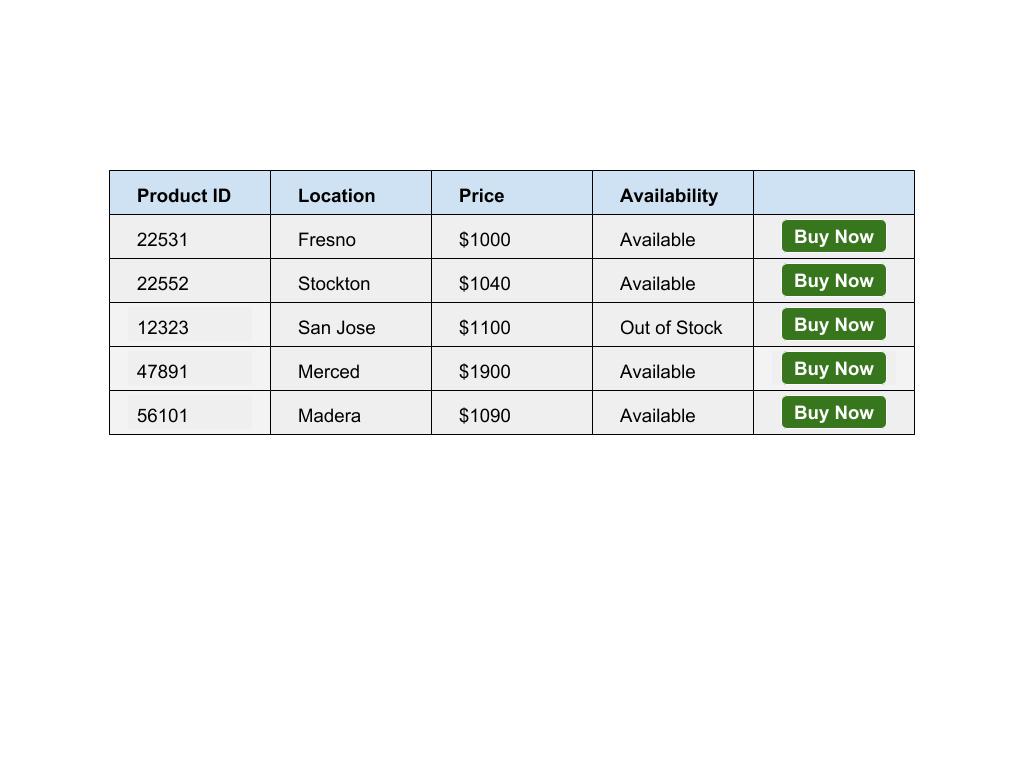 Product ID Location Price Availability
22531 Fresno $1000 Available Buy Now
22552 Stockton $1040 Available Buy Now
12323 San Jose $1100 Out of Stock Buy Now
47891 Merced $1900 Available Buy Now
56101 Madera $1090 Available Buy Now